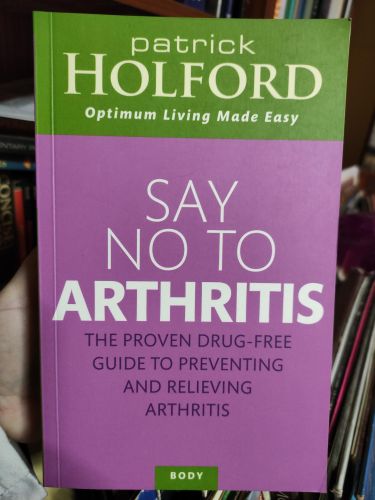 patrick
HOLFORD
Optimum Living Made Easy
SAY
NO TO
ARTHRITIS
THE PROVEN DRUG-FREE
GUIDE TO PREVENTING
AND RELIEVING
ARTHRITIS
BODY